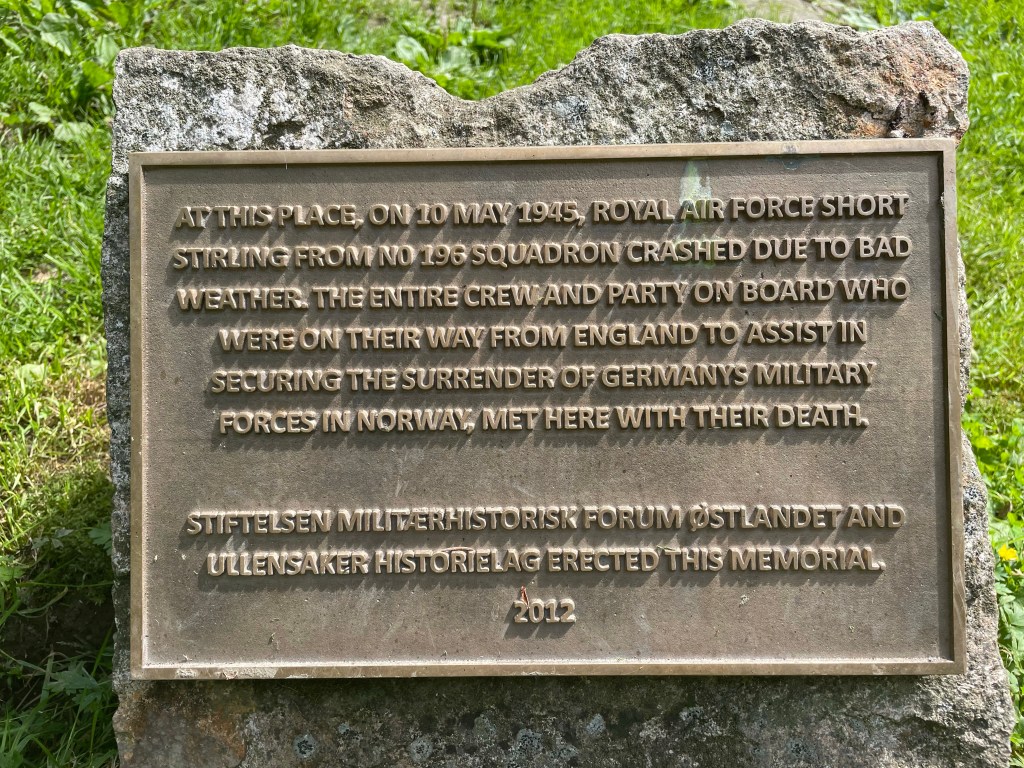 AT THIS PLACE, ON 10 MAY 1945, ROYAL AIR FORCE SHORT
STIRLING FROM NO 196 SQUADRON CRASHED DUE TO BAD
WEATHER. THE ENTIRE CREW AND PARTY ON BOARD WHO
WERE ON THEIR WAY FROM ENGLAND TO ASSIST IN
SECURING THE SURRENDER OF GERMANYS MILITARY
FORCES IN NORWAY, MET HERE WITH THEIR DEATH.
STIFTELSEN MILITÆRHISTORISK FORUM ØSTLANDET AND
ULLENSAKER HISTORIELAG ERECTED THIS MEMORIAL.
2012